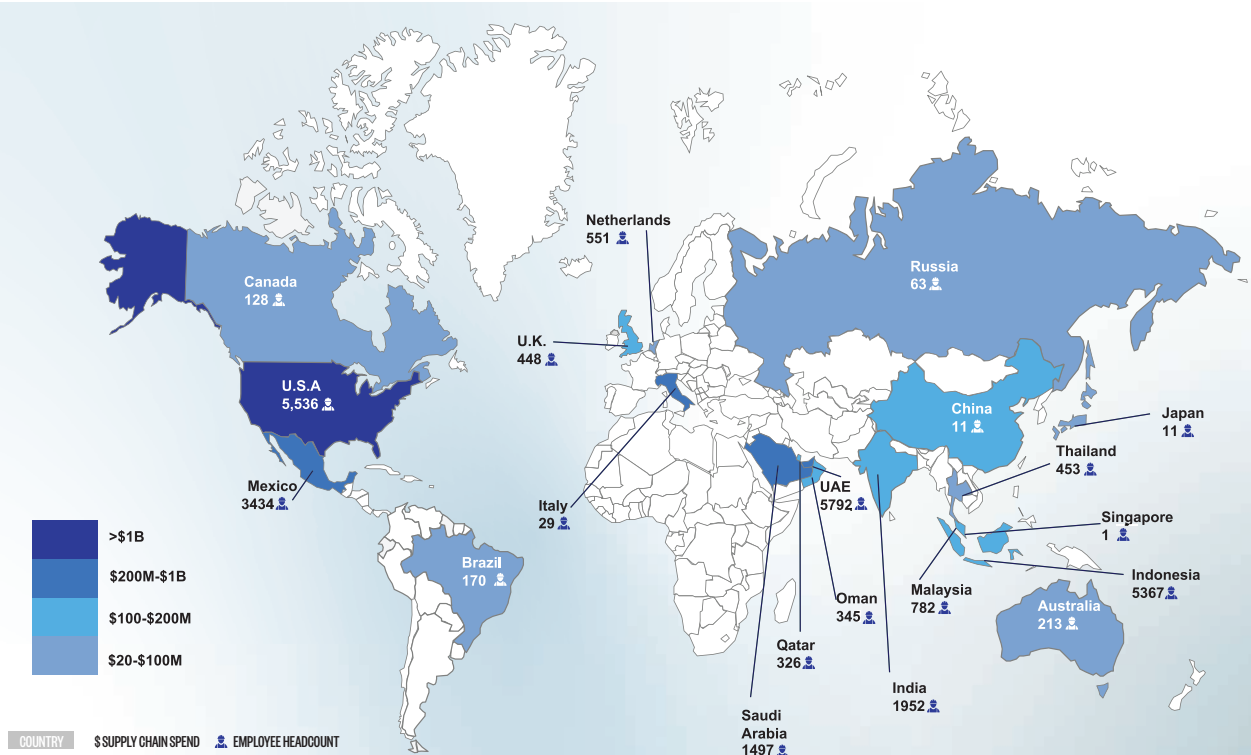 Netherlands
551
Canada
128
Russia
63
U.K.
448
U.S.A
5,536
China
11
Japan
11
Thailand
453
Mexico
3434
Italy
29
UAE
5792
Singapore
1
>$1B
$200M-$1B
$100-$200M
$20-$100M
Brazil
170
Indonesia
5367
Malaysia
782
Oman
345
Australia
213
Qatar
326
India
1952
Saudi
Arabia
1497
COUNTRY $ SUPPLY CHAIN SPEND EMPLOYEE HEADCOUNT